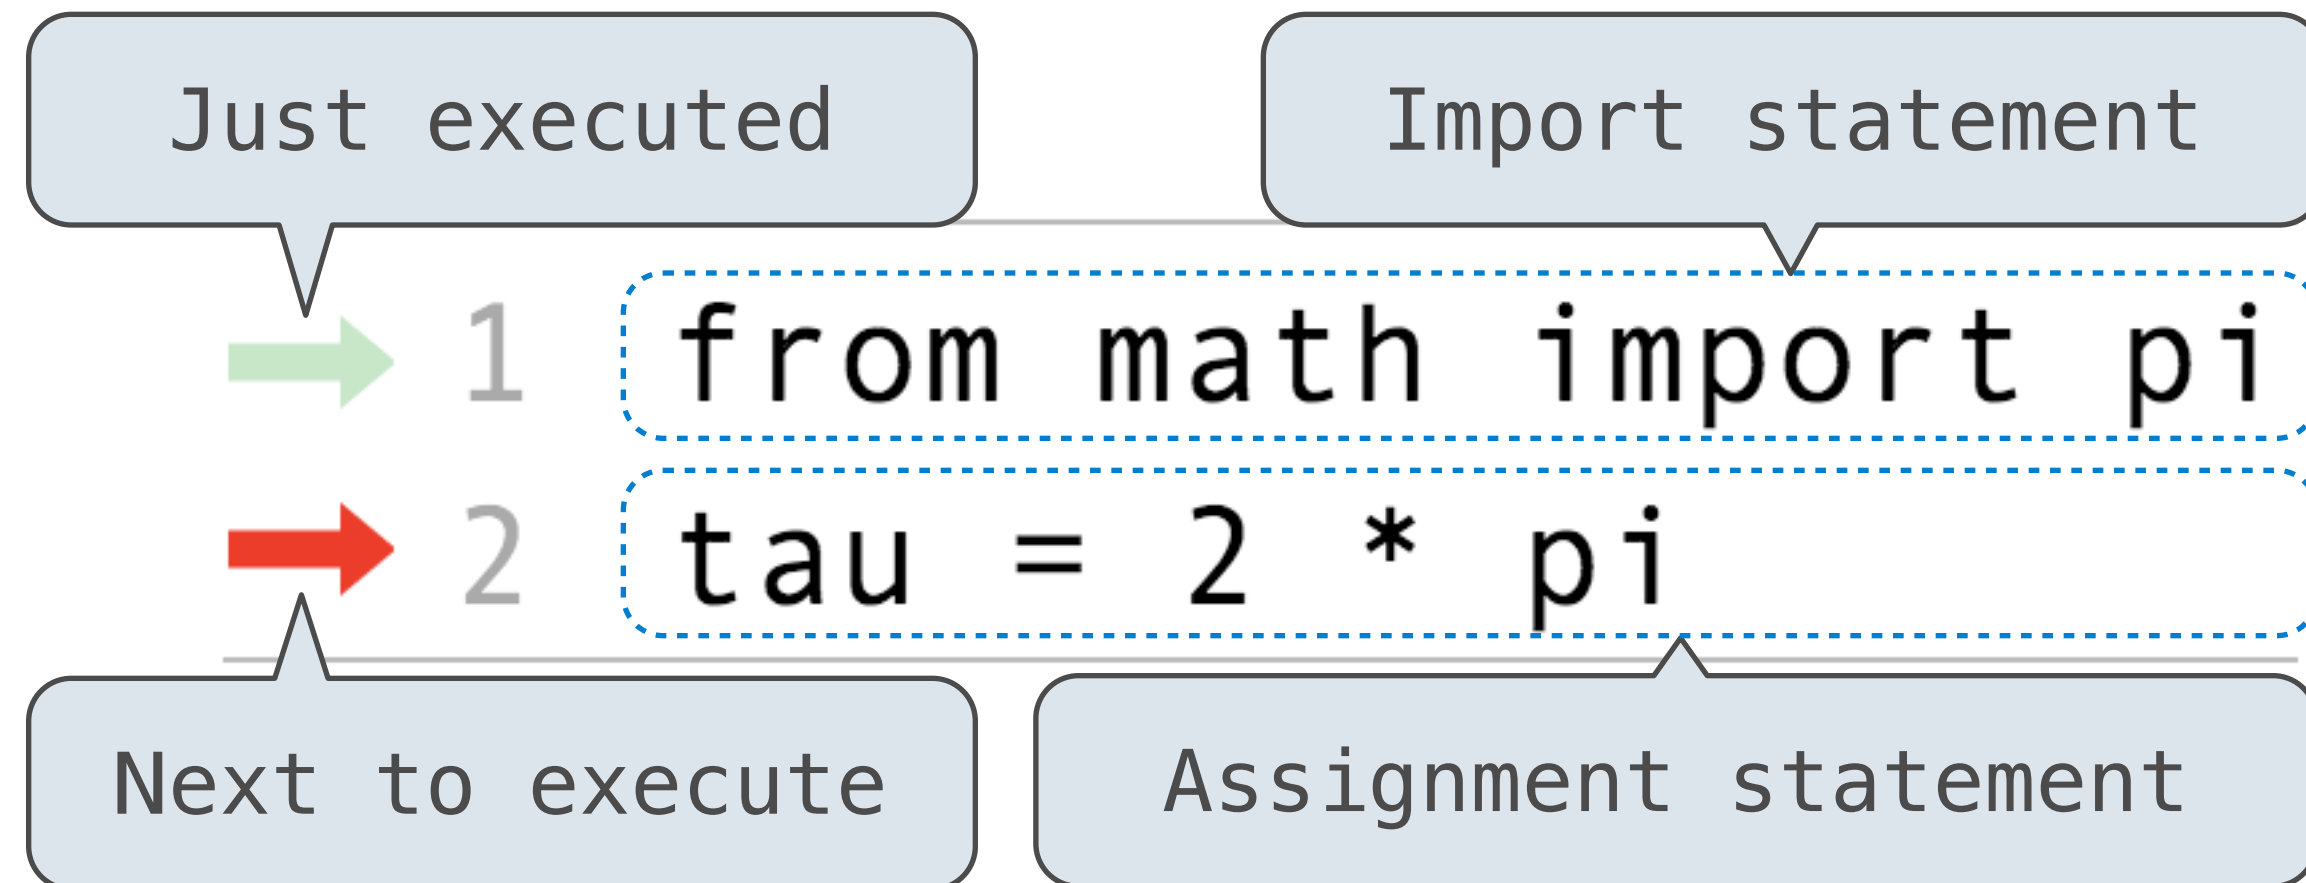 Just executed
Import statement
1 from math import pi
2 tau = 2 * pi
Next to execute
Assignment statement